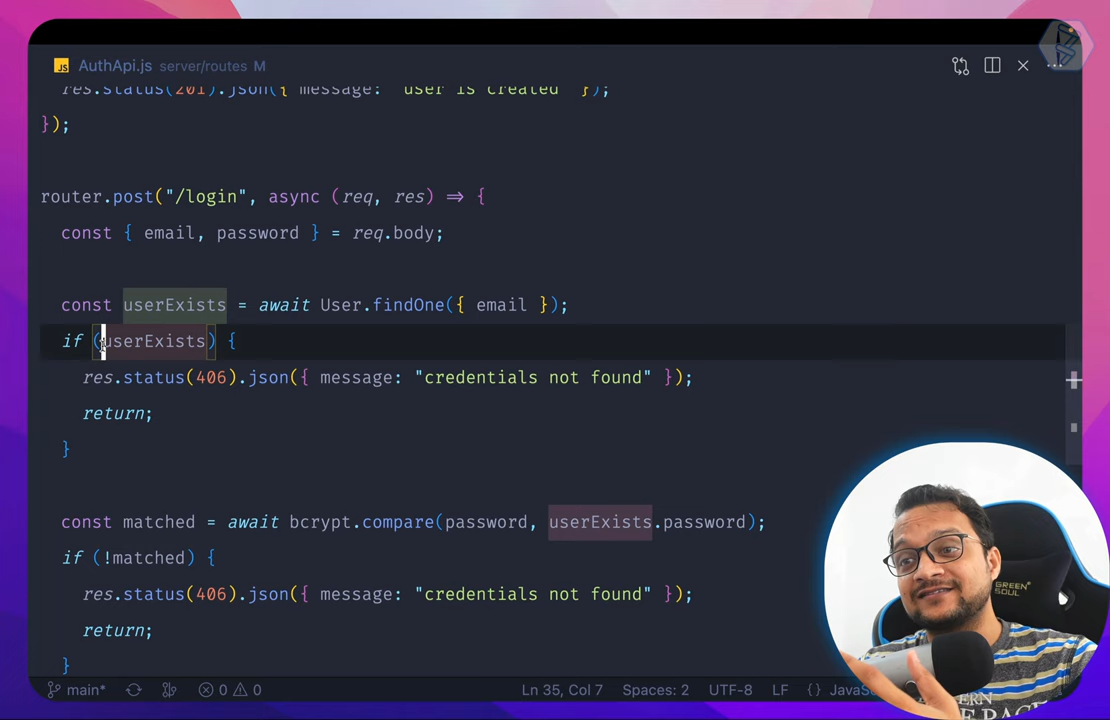 AuthApi.js server/routes M
res.status(201).json({ message: "user is created" });
});
router.post("/login", async (req, res) => {
const { email, password } = req.body;
const userExists = await User.findOne({ email });
if (userExists) {
res.status(406).json({ message: "credentials not found" });
return;
}
const matched = await bcrypt.compare(password, userExists.password);
if (!matched) {
res.status(406).json({ message: "credentials not found" });
return;
}
GREEN
SOUL
main* 0 0 Ln 35, Col 7 Spaces: 2 UTF-8 LF {}